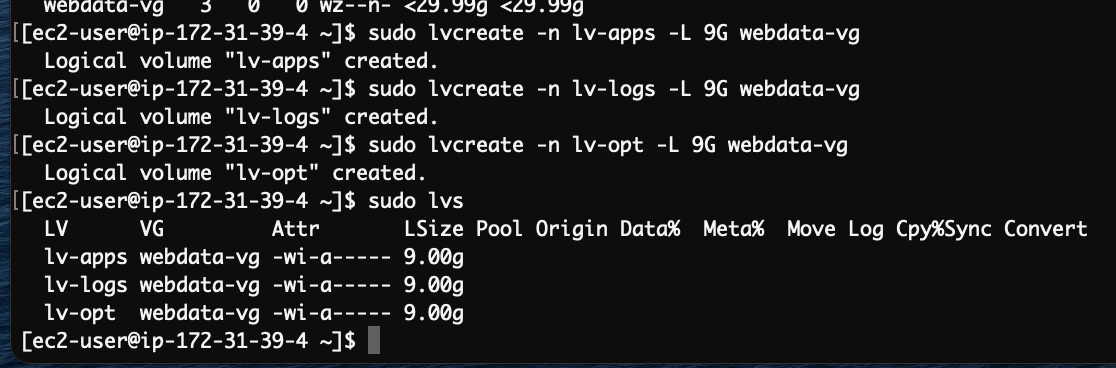 webdata-vg   3   0   0 wz--n- <29.99g <29.99g
[[ec2-user@ip-172-31-39-4 ~]$ sudo lvcreate -n lv-apps -L 9G webdata-vg
  Logical volume "lv-apps" created.
[[ec2-user@ip-172-31-39-4 ~]$ sudo lvcreate -n lv-logs -L 9G webdata-vg
  Logical volume "lv-logs" created.
[[ec2-user@ip-172-31-39-4 ~]$ sudo lvcreate -n lv-opt -L 9G webdata-vg
  Logical volume "lv-opt" created.
[[ec2-user@ip-172-31-39-4 ~]$ sudo lvs
  LV      VG         Attr       LSize Pool Origin Data%  Meta%  Move Log Cpy%Sync Convert
  lv-apps webdata-vg -wi-a----- 9.00g
  lv-logs webdata-vg -wi-a----- 9.00g
  lv-opt  webdata-vg -wi-a----- 9.00g
[ec2-user@ip-172-31-39-4 ~]$